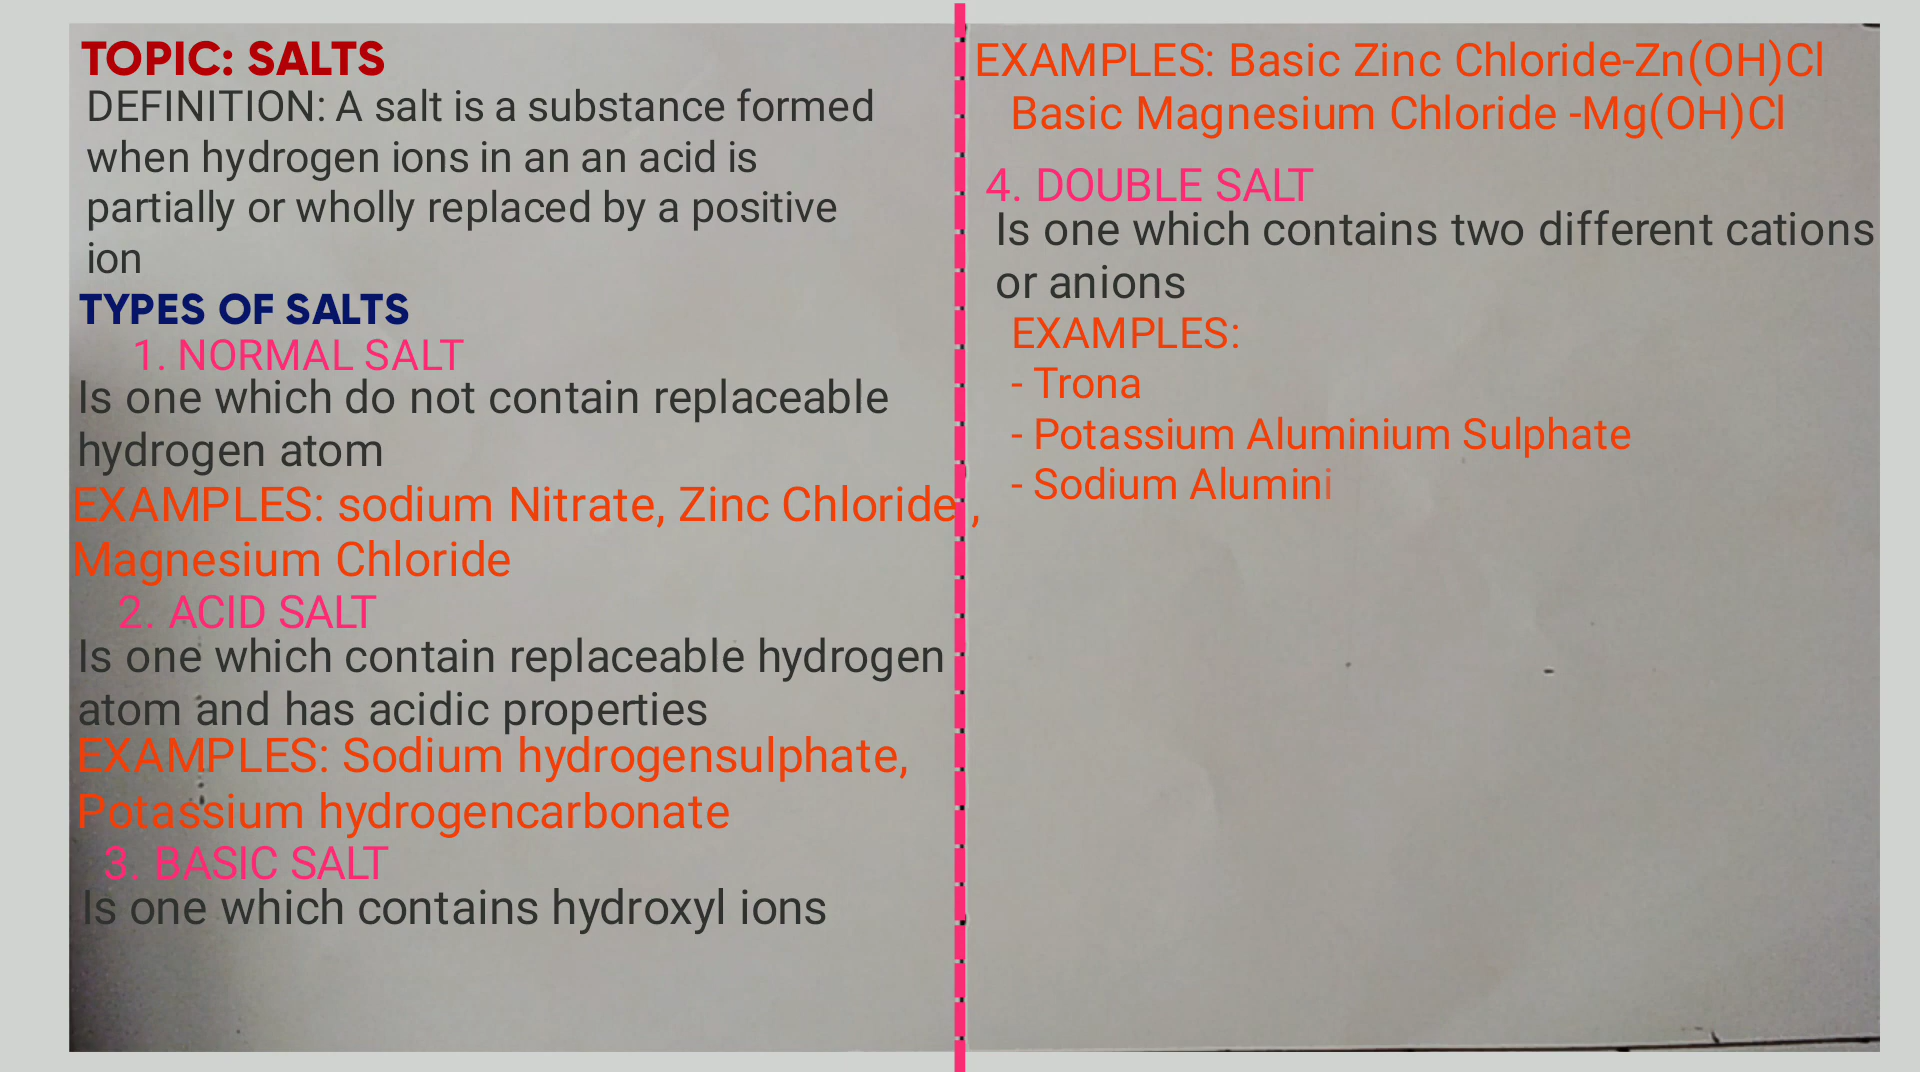 TOPIC: SALTS
DEFINITION: A salt is a substance formed
when hydrogen ions in an an acid is
partially or wholly replaced by a positive
ion
TYPES OF SALTS
1. NORMAL SALT
Is one which do not contain replaceable
hydrogen atom
EXAMPLES: sodium Nitrate, Zinc Chloride ,
Magnesium Chloride
2. ACID SALT
Is one which contain replaceable hydrogen
atom and has acidic properties
EXAMPLES: Sodium hydrogensulphate,
Potassium hydrogencarbonate
3. BASIC SALT
Is one which contains hydroxyl ions
EXAMPLES: Basic Zinc Chloride-Zn(OH)Cl
Basic Magnesium Chloride -Mg(OH)Cl
4. DOUBLE SALT
Is one which contains two different cations
or anions
EXAMPLES:
- Trona
- Potassium Aluminium Sulphate
- Sodium Alumini